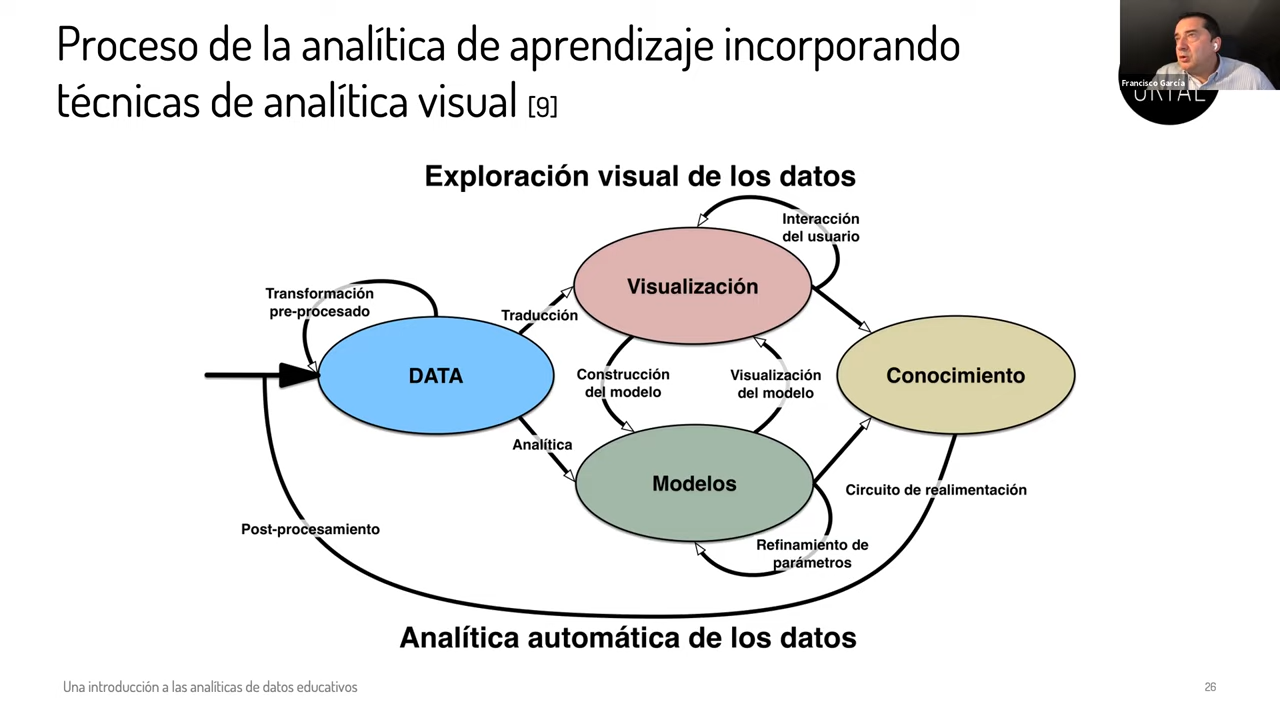 Proceso de la analítica de aprendizaje incorporando
técnicas de analítica visual [9]
Francisco García
Exploración visual de los datos
Interacción
del usuario
Visualización
Transformación
pre-procesado
Traducción
DATA
Construcción
del modelo
Visualización
del modelo
Conocimiento
Analítica
Modelos
Circuito de realimentación
Post-procesamiento
Refinamiento de
parámetros
Analítica automática de los datos
Una introducción a las analíticas de datos educativos
26